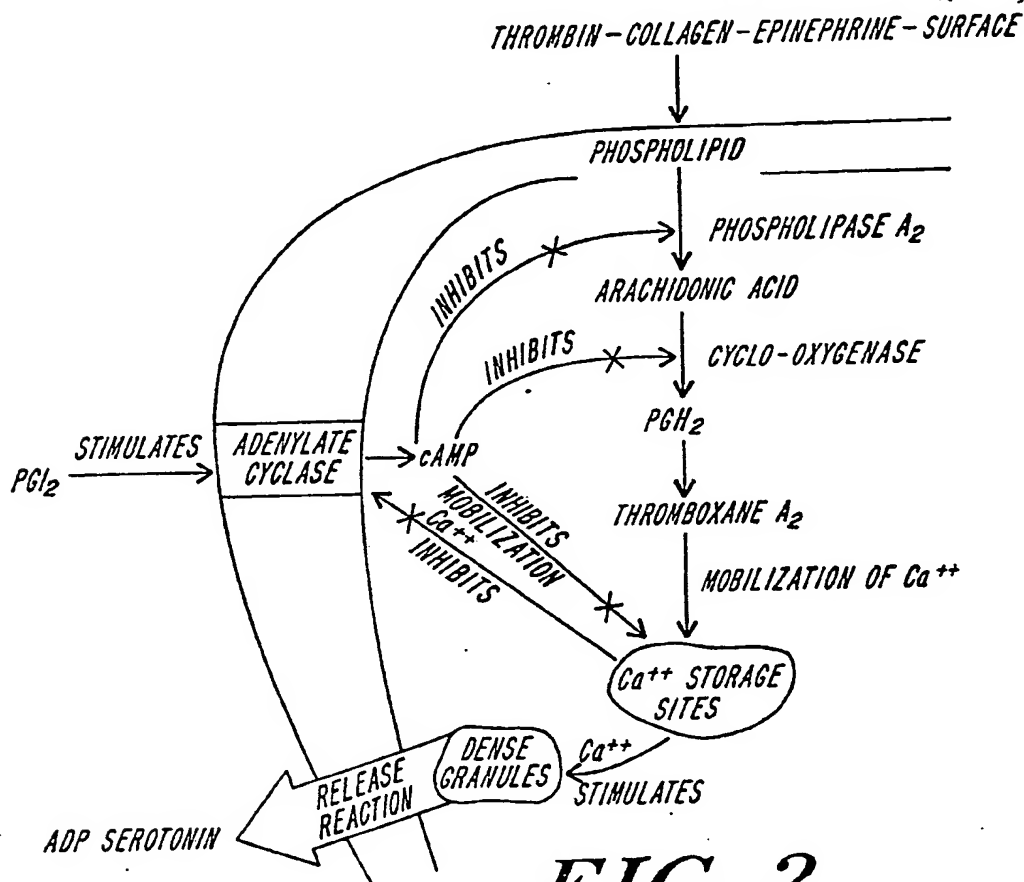 THROMBIN-COLLAGEN-EPINEPHRINE-SURFACE
PHOSPHOLIPID
PHOSPHOLIPASE A₂
INHIBITS
ARACHIDONIC ACID
INHIBITS
CYCLO-OXYGENASE
PGH₂
STIMULATES
PGI₂
ADENYLATE
CYCLASE
cAMP
THROMBOXANE A₂
INHIBITS
MOBILIZATION
Ca⁺⁺
INHIBITS
MOBILIZATION OF Ca⁺⁺
Ca⁺⁺ STORAGE
SITES
Ca⁺⁺
STIMULATES
DENSE
GRANULES
RELEASE
REACTION
ADP SEROTONIN